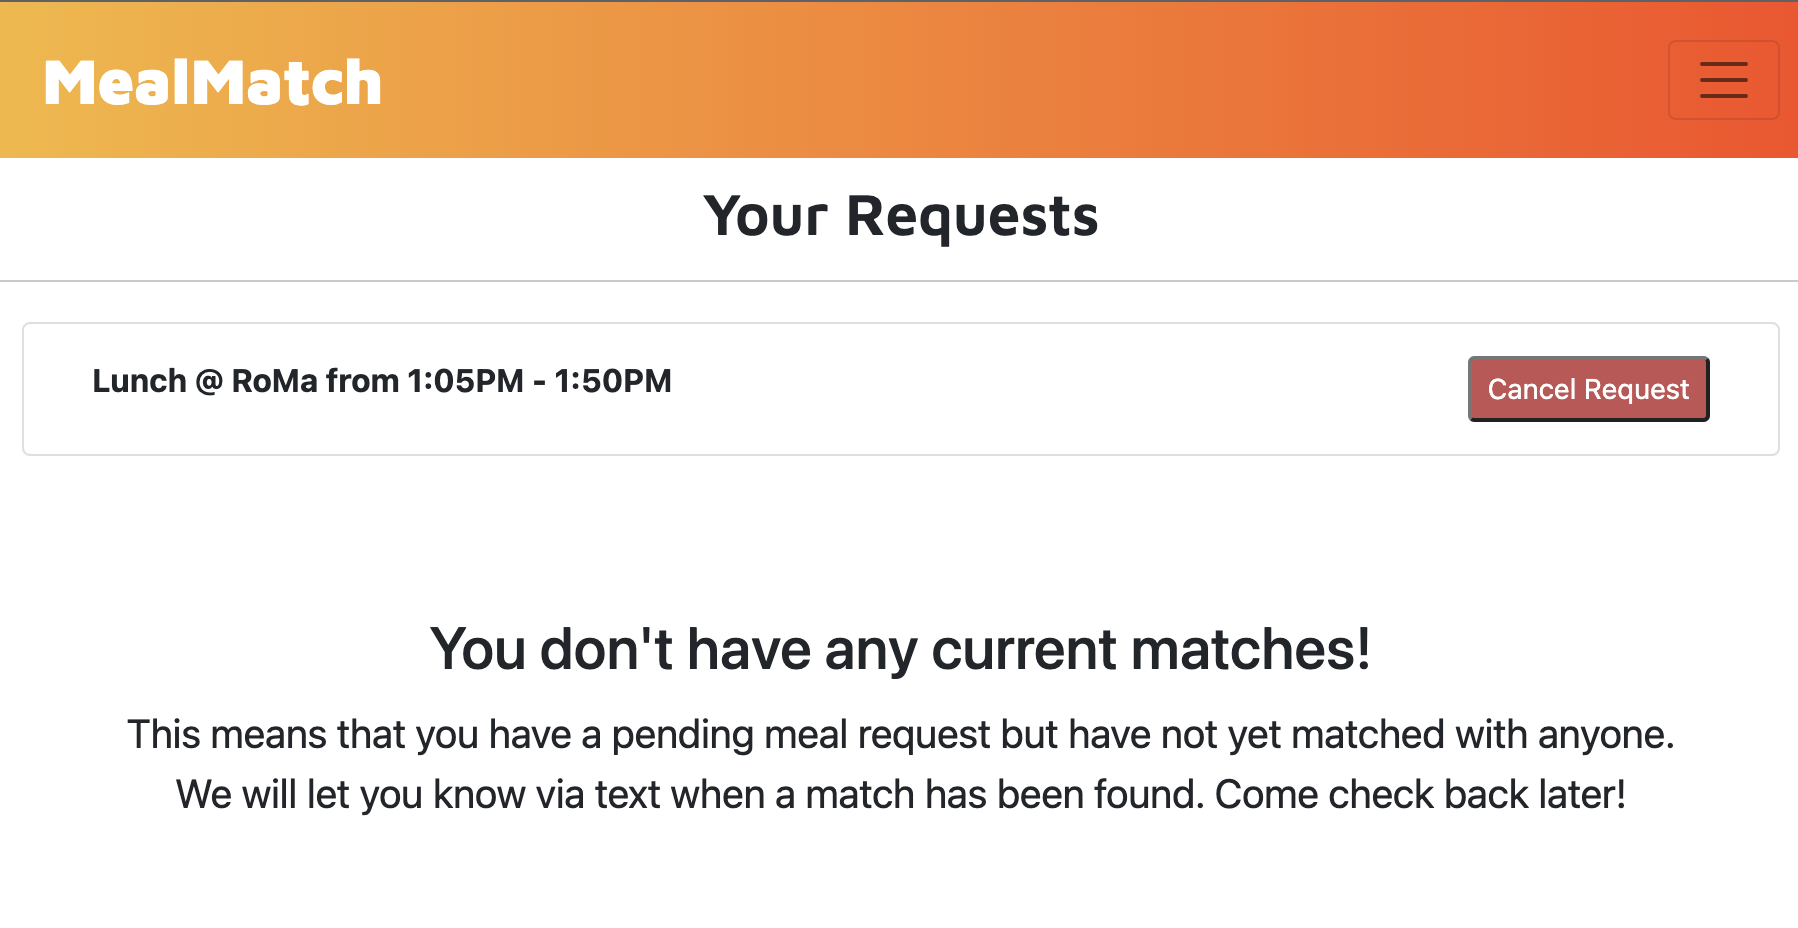 MealMatch
Your Requests
Lunch @ RoMa from 1:05PM - 1:50PM
Cancel Request
You don't have any current matches!
This means that you have a pending meal request but have not yet matched with anyone.
We will let you know via text when a match has been found. Come check back later!